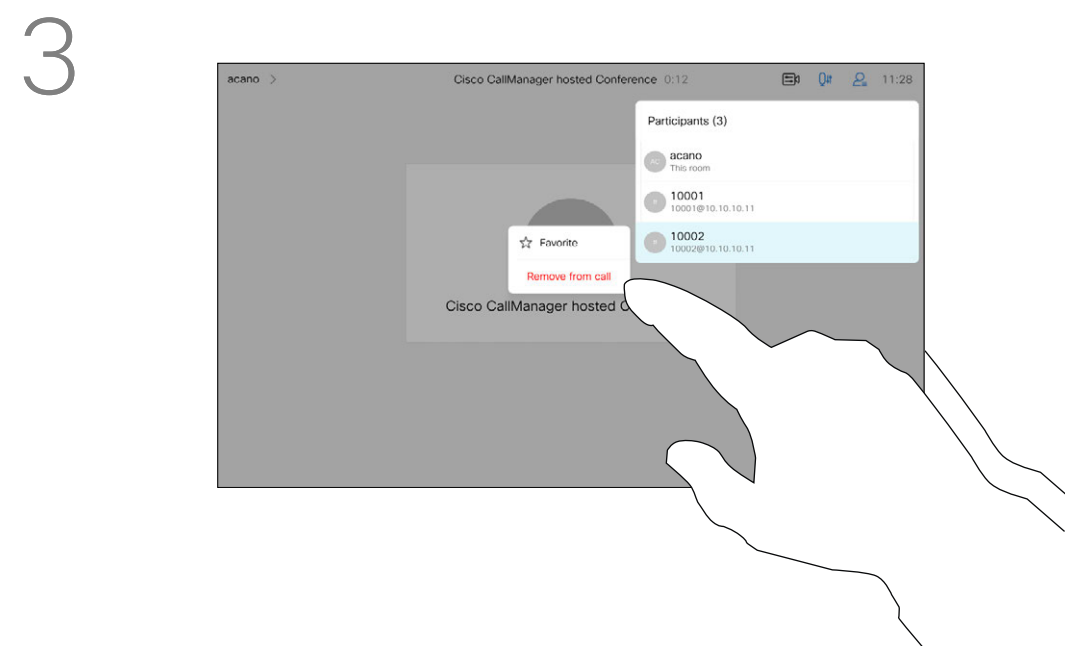 3
acano >
Cisco CallManager hosted Conference 0:12
11:28
Participants (3)
AC
acano
This room
10001
10001@10.10.10.11
10002
10002@10.10.10.11
Favorite
Remove from call
Cisco CallManager hosted C